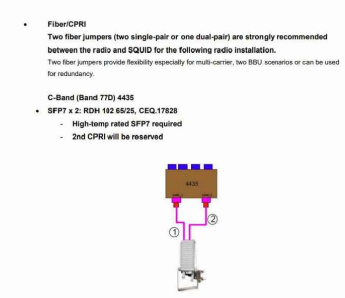 • Fiber/CPRI
Two fiber jumpers (two single-pair or one dual-pair) are strongly recommended
between the radio and SQUID for the following radio installation.
Two fiber jumpers provide flexibility especially for multi-carrier, two BBU scenarios or can be used
for redundancy.
C-Band (Band 77D) 4435
• SFP7 x 2: RDH 102 65/25, CEQ.17828
- High-temp rated SFP7 required
- 2nd CPRI will be reserved
4435
①
②